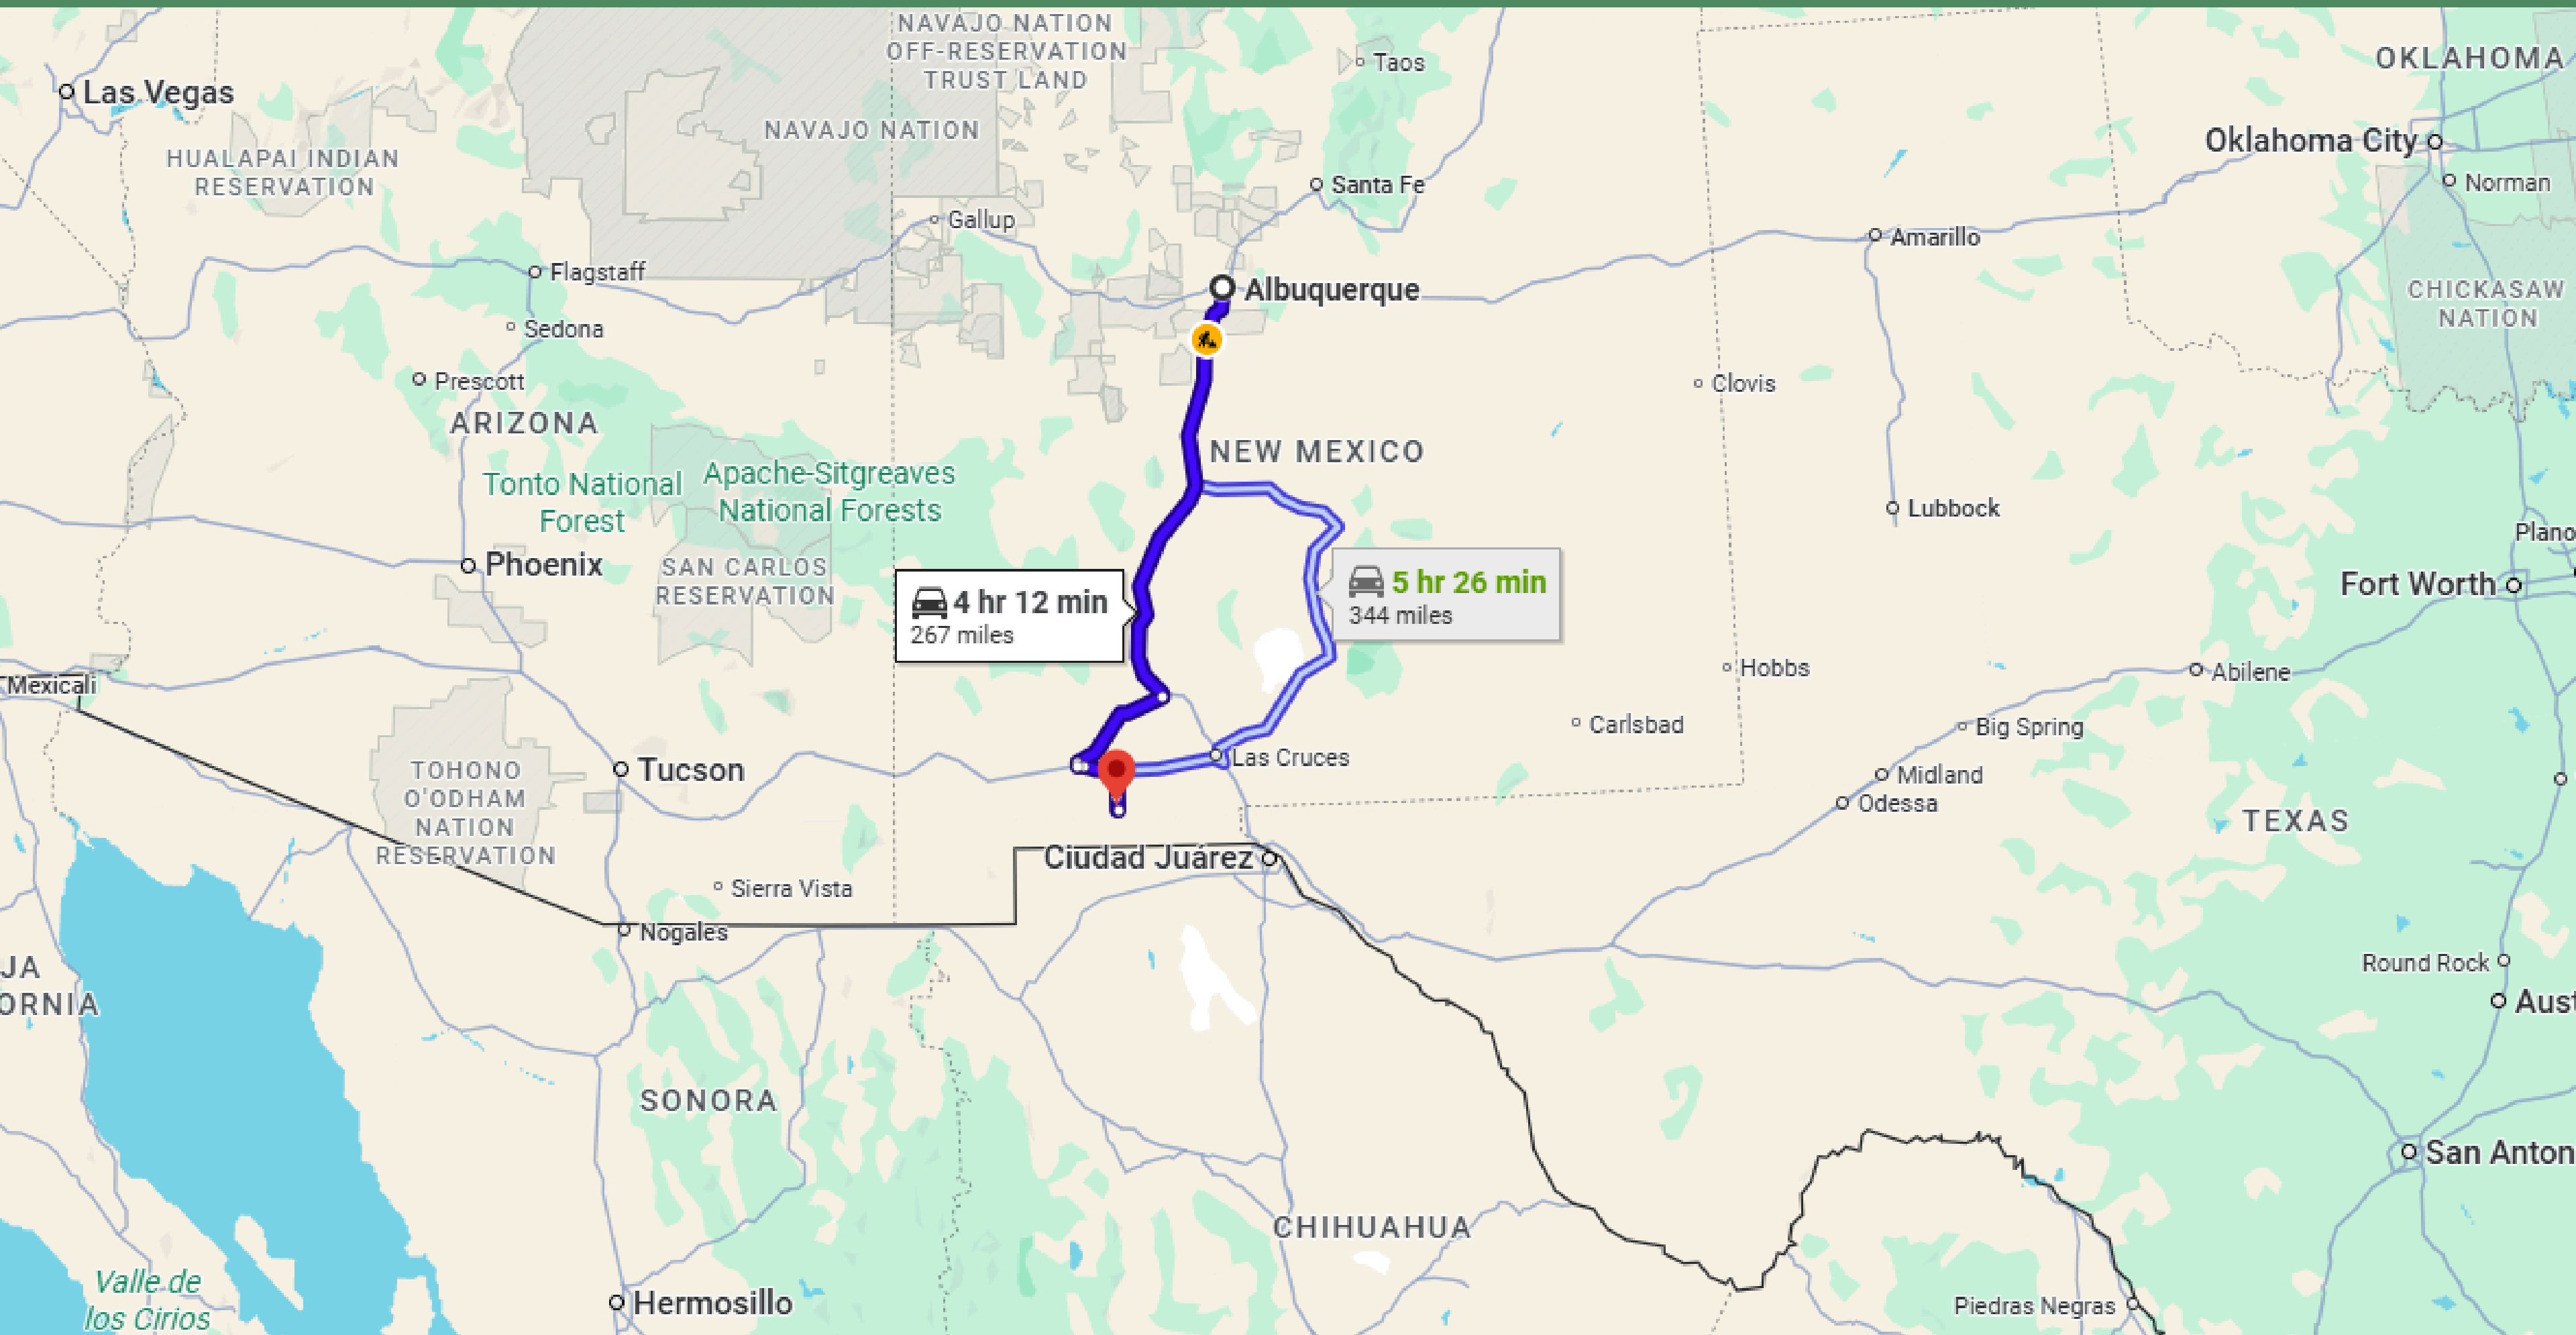 NAVAJO NATION
OFF-RESERVATION
TRUST LAND
Taos
OKLAHOMA
Las Vegas
NAVAJO NATION
Oklahoma City
HUALAPAI INDIAN
RESERVATION
Santa Fe
Norman
Gallup
Amarillo
Flagstaff
Albuquerque
CHICKASAW
NATION
Sedona
Prescott
Clovis
ARIZONA
NEW MEXICO
Tonto National
Forest
Apache-Sitgreaves
National Forests
Lubbock
Plano
Phoenix
SAN CARLOS
RESERVATION
5 hr 26 min
344 miles
Fort Worth
4 hr 12 min
267 miles
Mexicali
Hobbs
Abilene
Carlsbad
Big Spring
Las Cruces
Tucson
TOHONO
O'ODHAM
NATION
RESERVATION
Midland
Odessa
TEXAS
Ciudad Juárez
Sierra Vista
Nogales
JA
ORNIA
Round Rock
Aust
SONORA
San Anton
CHIHUAHUA
Valle de
los Cirios
Hermosillo
Piedras Negras